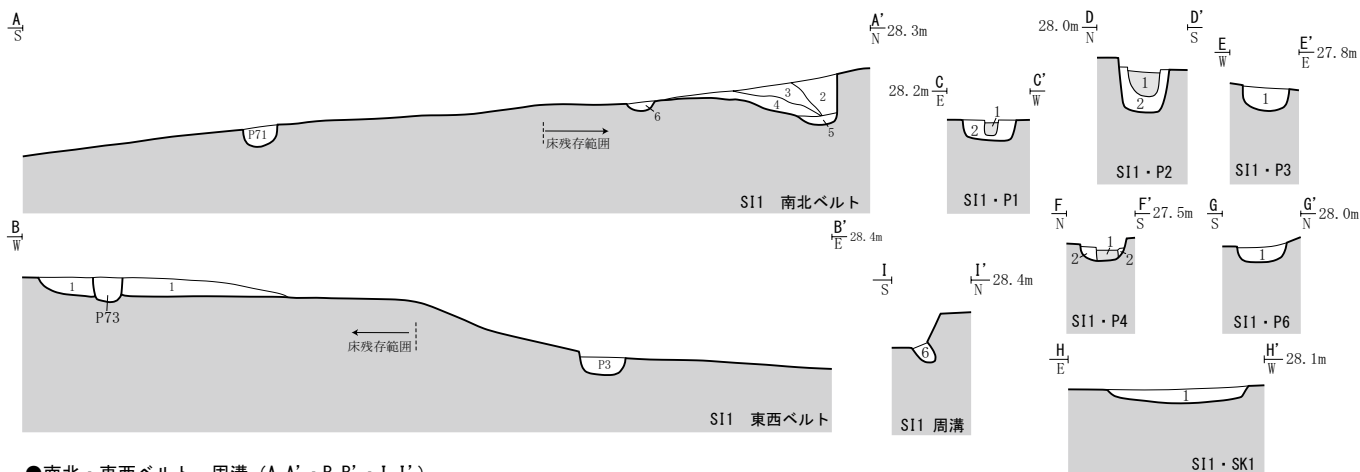 A
S
A'
N 28.3m
P71
6
3
2
4
5
床残存範囲
SI1 南北ベルト
B
W
B'
E 28.4m
1
1
P73
床残存範囲
P3
SI1 東西ベルト
28.2m C
E
C'
W
1
2
SI1・P1
28.0m D
N
D'
S
1
2
SI1・P2
E
W
E'
E 27.8m
1
SI1・P3
F
N
F'
S 27.5m
1
2
2
SI1・P4
G
S
G'
N 28.0m
1
SI1・P6
I
S
I'
N 28.4m
6
SI1 周溝
H
E
H'
W 28.1m
1
SI1・SK1
●南北・東西ベルト、周溝(A-A'・B-B'・I-I')